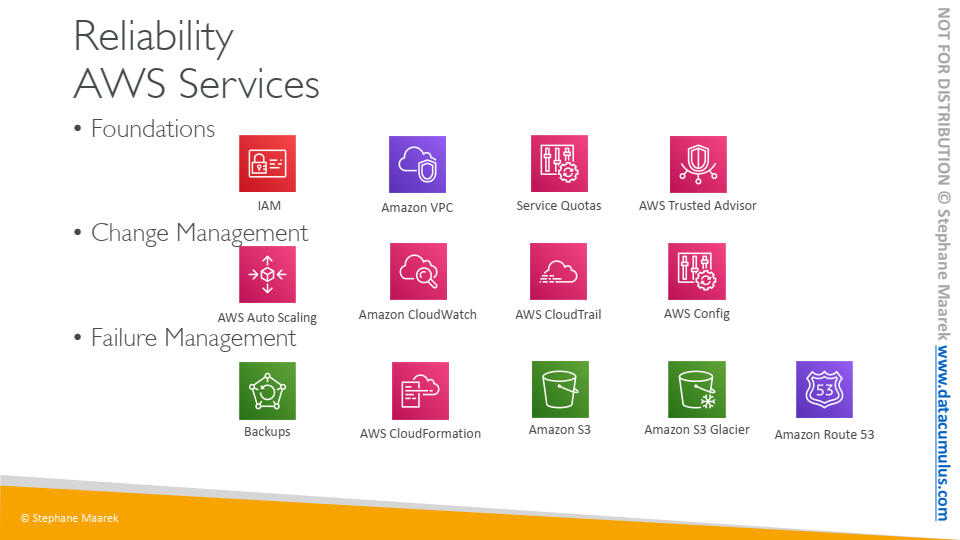 Reliability
AWS Services
• Foundations
IAM
Amazon VPC
Service Quotas
AWS Trusted Advisor
• Change Management
AWS Auto Scaling
Amazon CloudWatch
AWS CloudTrail
AWS Config
• Failure Management
Backups
AWS CloudFormation
Amazon S3
Amazon S3 Glacier
53
Amazon Route 53
© Stephane Maarek
NOT FOR DISTRIBUTION © Stephane Maarek www.datacumulus.com